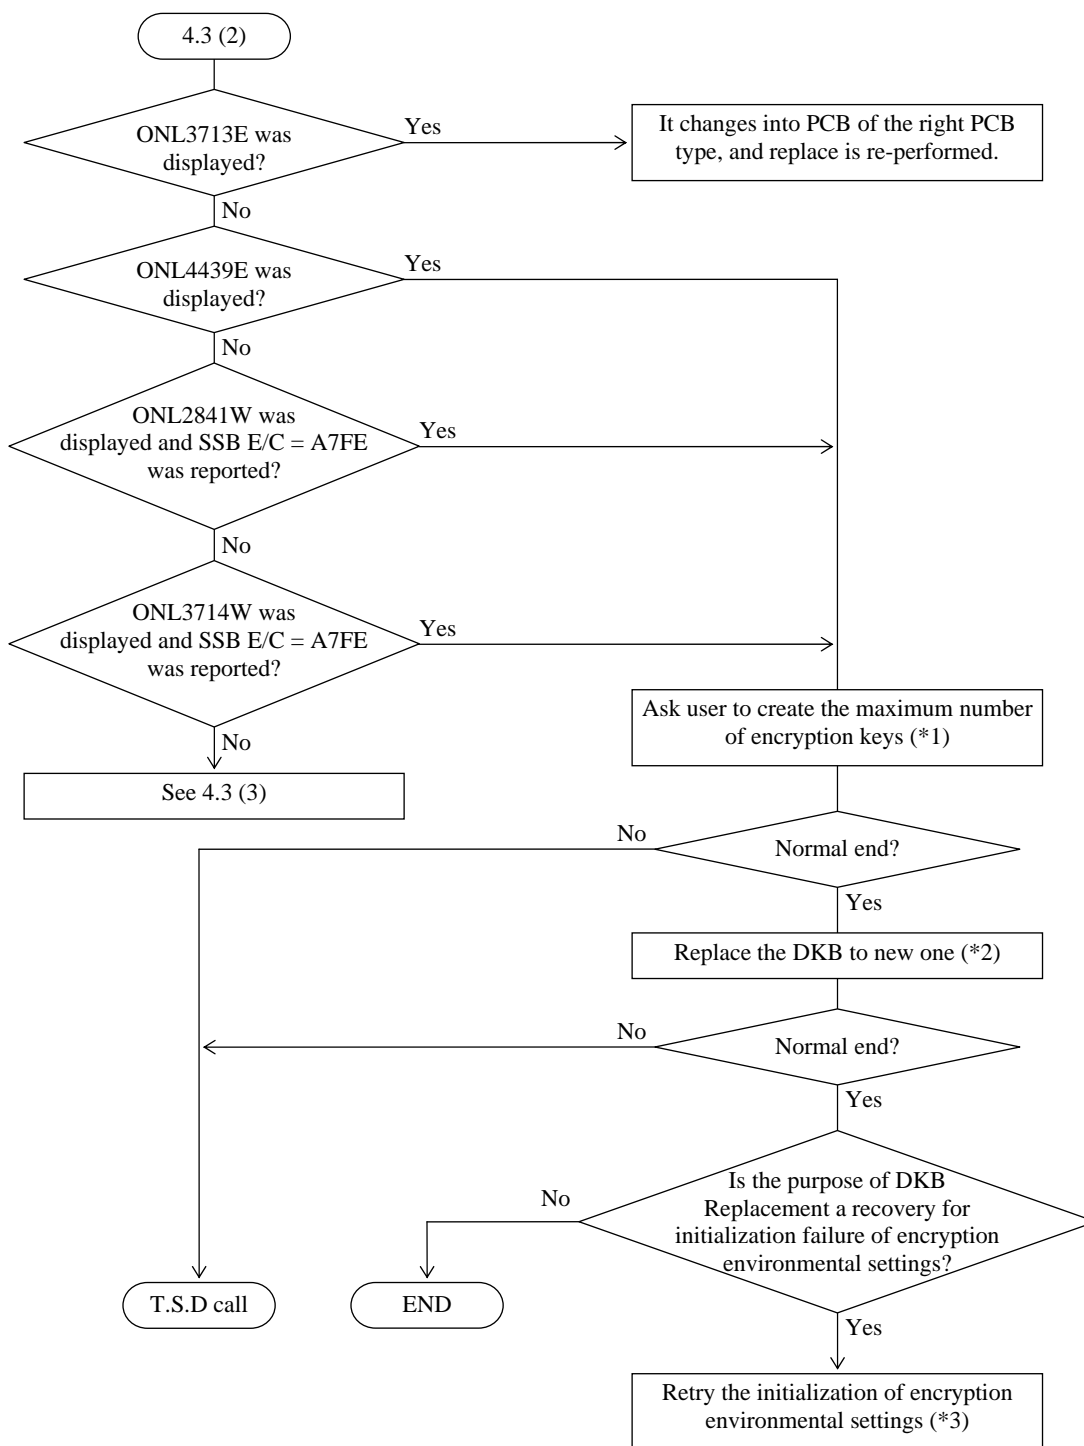 4.3 (2)
ONL3713E was
displayed?
Yes
It changes into PCB of the right PCB
type, and replace is re-performed.
No
ONL4439E was
displayed?
Yes
No
ONL2841W was
displayed and SSB E/C = A7FE
was reported?
Yes
No
ONL3714W was
displayed and SSB E/C = A7FE
was reported?
Yes
No
See 4.3 (3)
Ask user to create the maximum number
of encryption keys (*1)
Normal end?
No
Yes
Replace the DKB to new one (*2)
Normal end?
No
Yes
Is the purpose of DKB
Replacement a recovery for
initialization failure of encryption
environmental settings?
No
T.S.D call
END
Yes
Retry the initialization of encryption
environmental settings (*3)